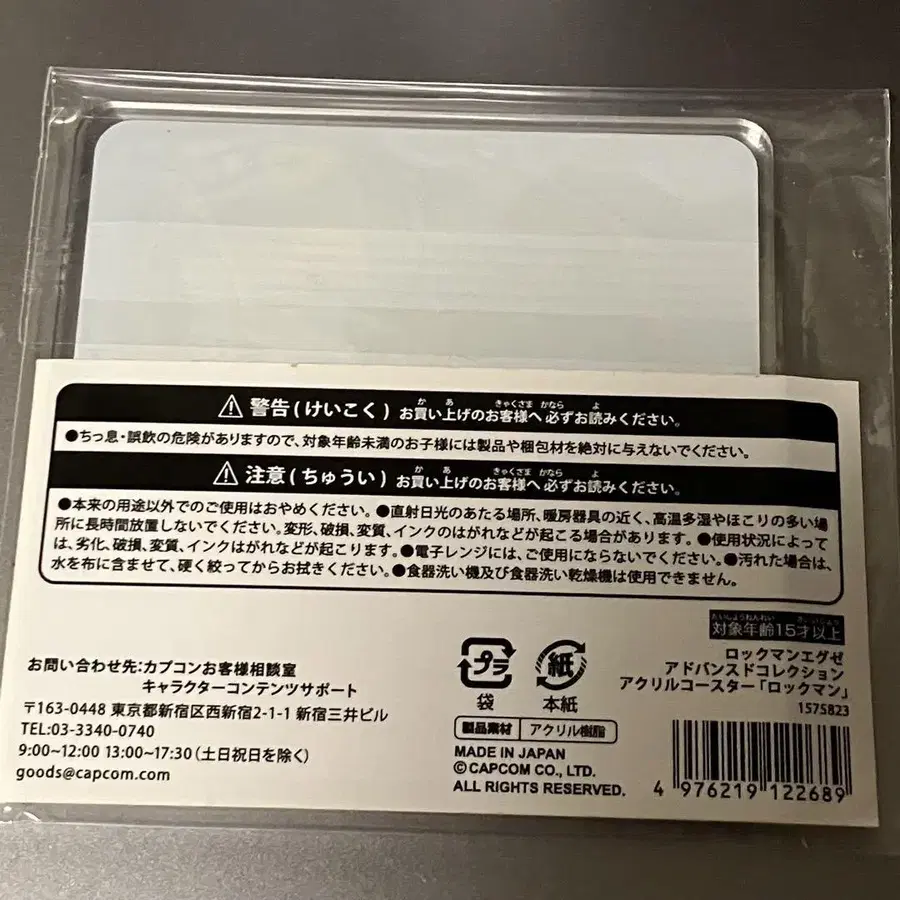 ⚠ 警告(けいこく) お買い上げのお客様へ 必ずお読みください。
●ちっ息・誤飲の危険がありますので、対象年齢未満のお子様には製品や梱包材を絶対に与えないでください。
⚠ 注意(ちゅうい) お買い上げのお客様へ 必ずお読みください。
●本来の用途以外でのご使用はおやめください。●直射日光のあたる場所、暖房器具の近く、高温多湿やほこりの多い場
所に長時間放置しないでください。変形、破損、変質、インクのはがれなどが起こる場合があります。●使用状況によって
は、劣化、破損、変質、インクはがれなどが起こります。●電子レンジには、ご使用にならないでください。●汚れた場合は、
水を布に含ませて、硬く絞ってからお拭きください。●食器洗い機及び食器洗い乾燥機は使用できません。
対象年齢15才以上
お問い合わせ先:カプコンお客様相談室
キャラクターコンテンツサポート
〒163-0448 東京都新宿区西新宿2-1-1 新宿三井ビル
TEL:03-3340-0740
9:00~12:00 13:00~17:30(土日祝日を除く)
goods@capcom.com
プラ
袋
紙
本紙
製品素材 アクリル樹脂
MADE IN JAPAN
©CAPCOM CO., LTD.
ALL RIGHTS RESERVED.
ロックマンエグゼ
アドバンスドコレクション
アクリルコースター「ロックマン」
1575823
4 976219 122689